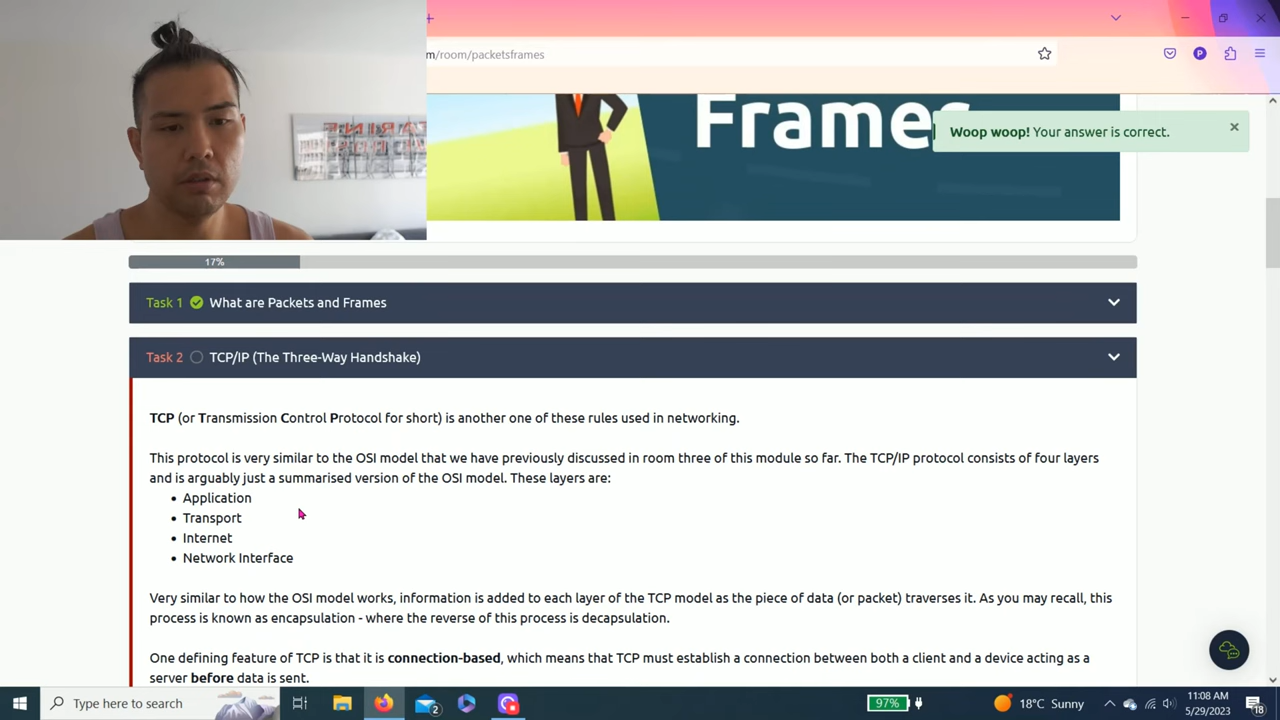 m/room/packetsframes
Frames
Woop woop! Your answer is correct.
17%
Task 1 What are Packets and Frames
Task 2 TCP/IP (The Three-Way Handshake)
TCP (or Transmission Control Protocol for short) is another one of these rules used in networking.
This protocol is very similar to the OSI model that we have previously discussed in room three of this module so far. The TCP/IP protocol consists of four layers
and is arguably just a summarised version of the OSI model. These layers are:
• Application
• Transport
• Internet
• Network Interface
Very similar to how the OSI model works, information is added to each layer of the TCP model as the piece of data (or packet) traverses it. As you may recall, this
process is known as encapsulation - where the reverse of this process is decapsulation.
One defining feature of TCP is that it is connection-based, which means that TCP must establish a connection between both a client and a device acting as a
server before data is sent.
Type here to search
2
97%
18°C Sunny
11:08 AM
5/29/2023
18